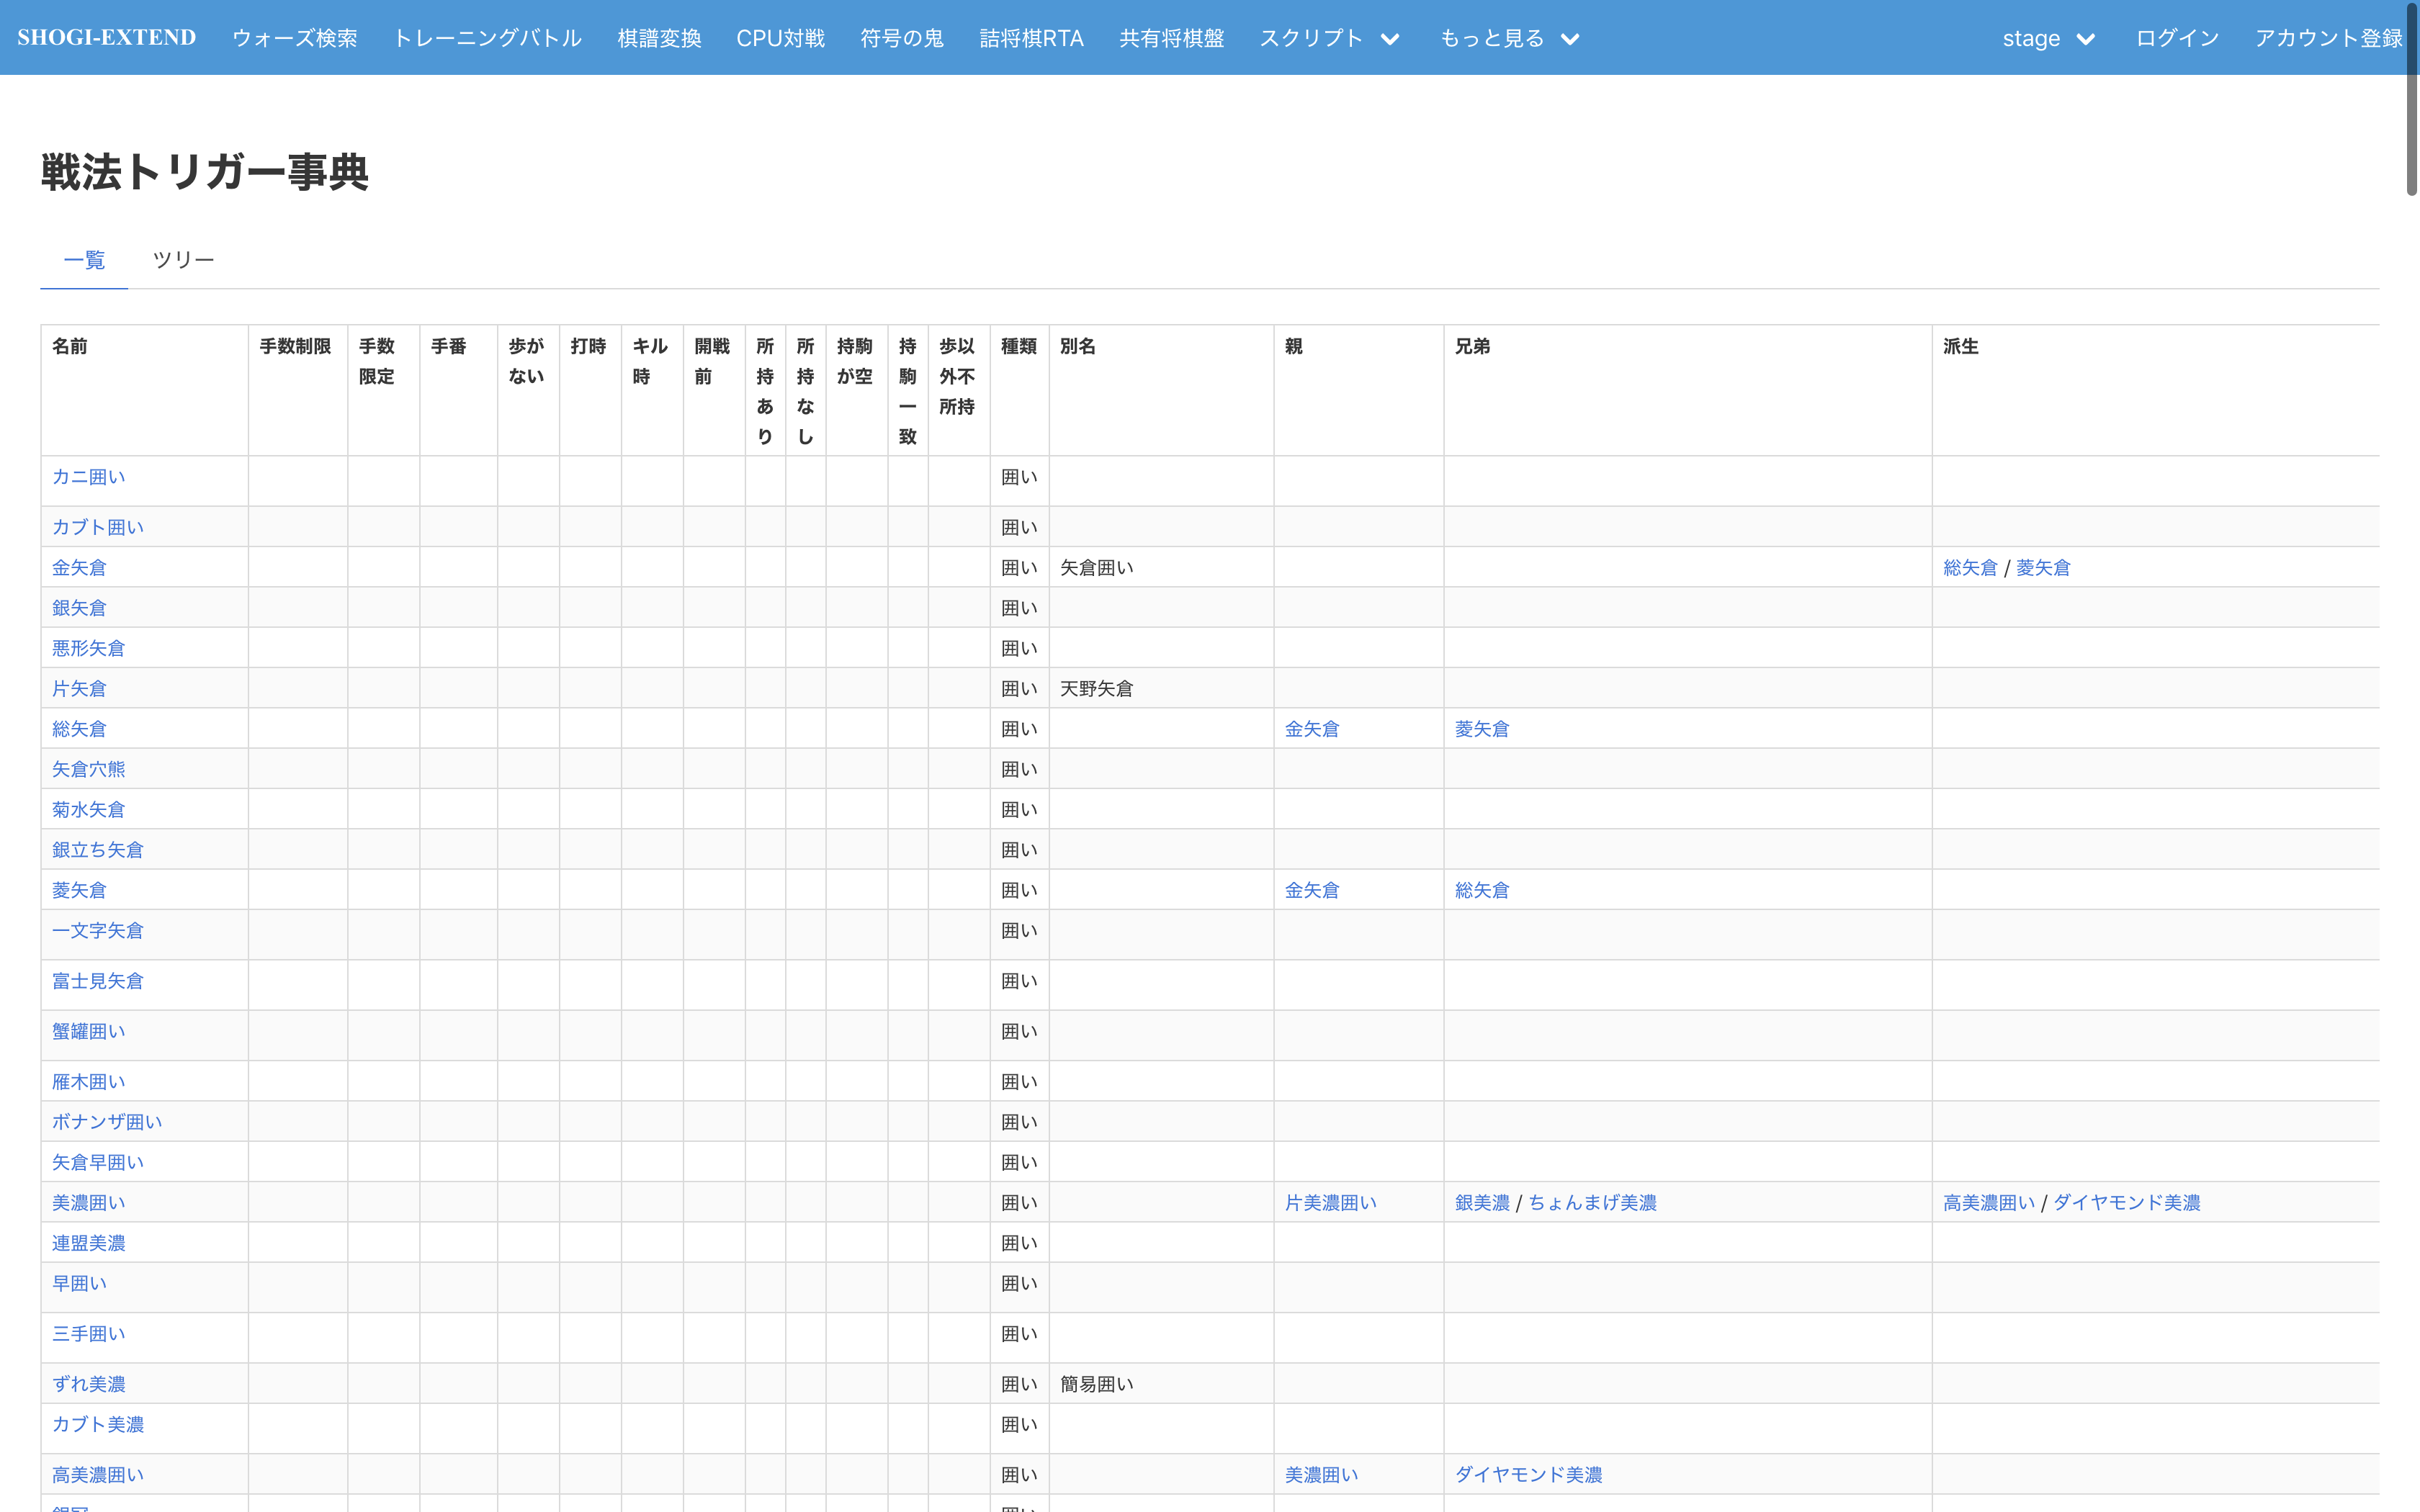 SHOGI-EXTEND ウォーズ検索 トレーニングバトル 棋譜変換 CPU対戦 符号の鬼 詰将棋RTA 共有将棋盤 スクリプト もっと見る stage ログイン アカウント登録
戦法トリガー事典
一覧 ツリー
名前 手数制限 手数限定 手番 歩がない 打時 キル時 開戦前 所持あり 所持なし 持駒が空 持駒一致 歩以外不所持 種類 別名 親 兄弟 派生
カニ囲い 囲い
カブト囲い 囲い
金矢倉 囲い 矢倉囲い 総矢倉 / 菱矢倉
銀矢倉 囲い
悪形矢倉 囲い
片矢倉 囲い 天野矢倉
総矢倉 囲い 金矢倉 菱矢倉
矢倉穴熊 囲い
菊水矢倉 囲い
銀立ち矢倉 囲い
菱矢倉 囲い 金矢倉 総矢倉
一文字矢倉 囲い
富士見矢倉 囲い
蟹罐囲い 囲い
雁木囲い 囲い
ボナンザ囲い 囲い
矢倉早囲い 囲い
美濃囲い 囲い 片美濃囲い 銀美濃 / ちょんまげ美濃 高美濃囲い / ダイヤモンド美濃
連盟美濃 囲い
早囲い 囲い
三手囲い 囲い
ずれ美濃 囲い 簡易囲い
カブト美濃 囲い
高美濃囲い 囲い 美濃囲い ダイヤモンド美濃